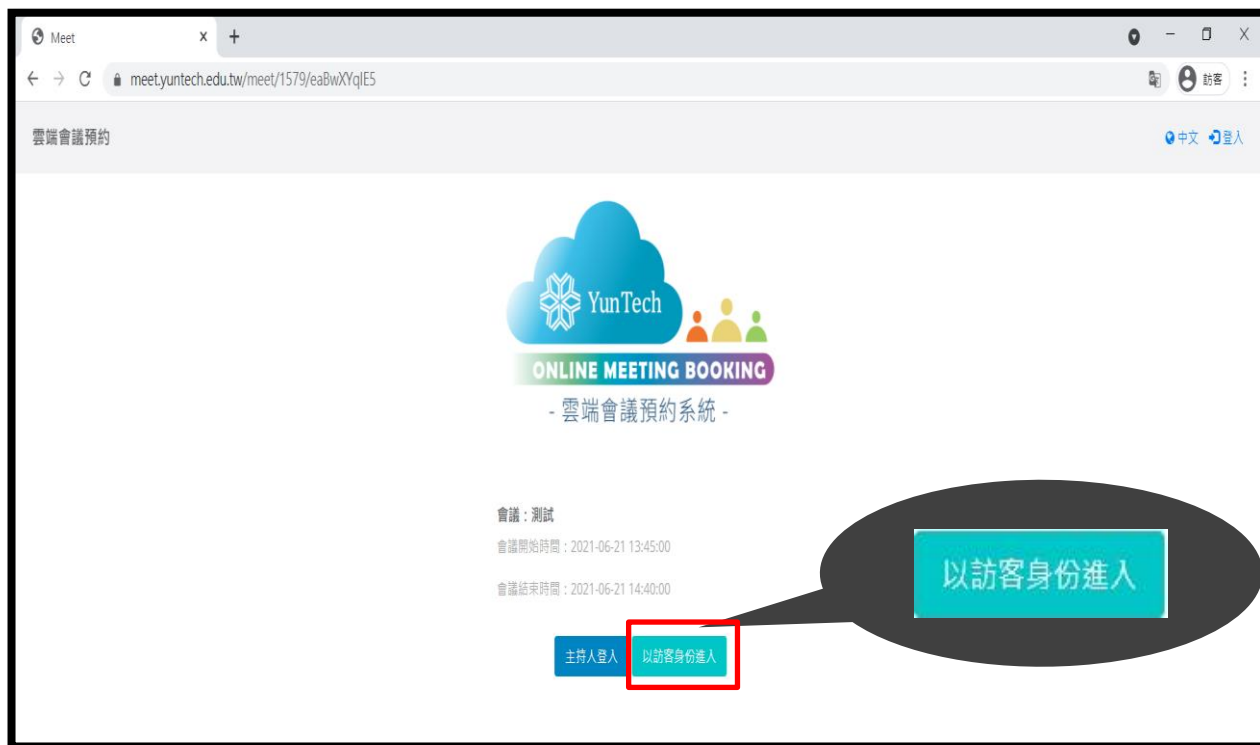 Meet
meet.yuntech.edu.tw/meet/1579/eaBwXYqlE5
訪客
雲端會議預約
中文 登入
YunTech
ONLINE MEETING BOOKING
- 雲端會議預約系統 -
會議：測試
會議開始時間：2021-06-21 13:45:00
會議結束時間：2021-06-21 14:40:00
主持人登入 以訪客身份進入
以訪客身份進入